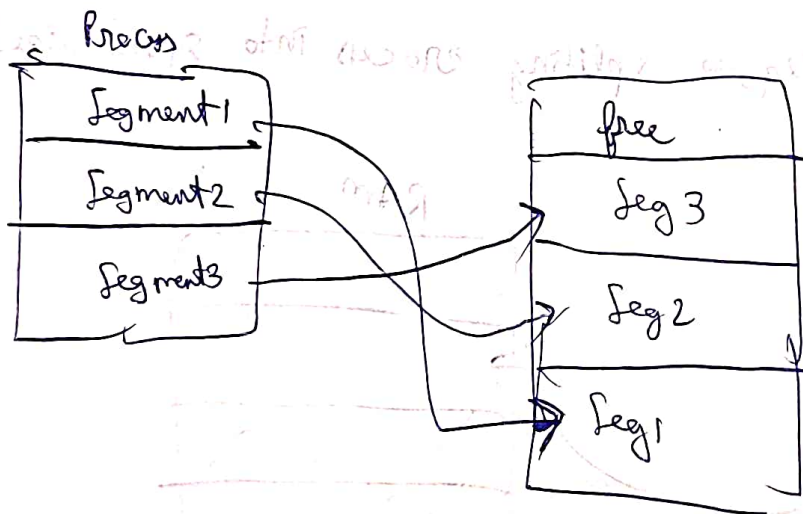 Process
Segment1
Segment2
Segment3
free
Seg 3
Seg 2
Seg1